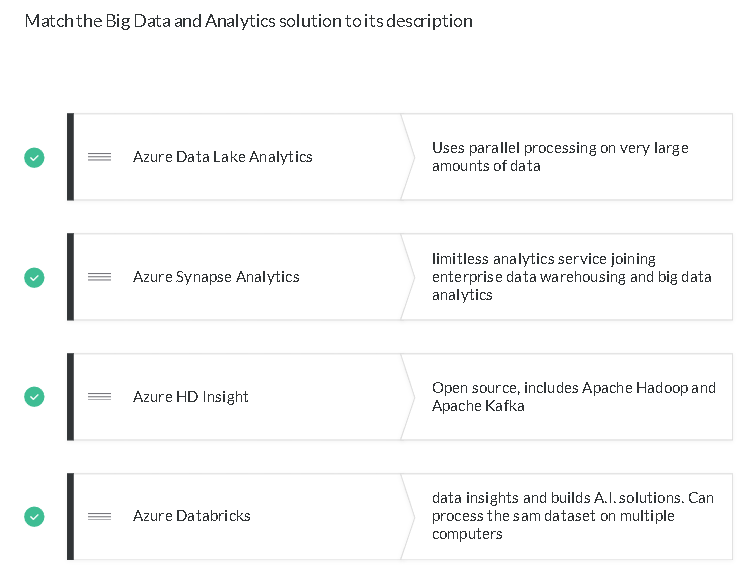 Match the Big Data and Analytics solution to its description
Azure Data Lake Analytics
Uses parallel processing on very large
amounts of data
Azure Synapse Analytics
limitless analytics service joining
enterprise data warehousing and big data
analytics
Azure HD Insight
Open source, includes Apache Hadoop and
Apache Kafka
Azure Databricks
data insights and builds A.I. solutions. Can
process the sam dataset on multiple
computers